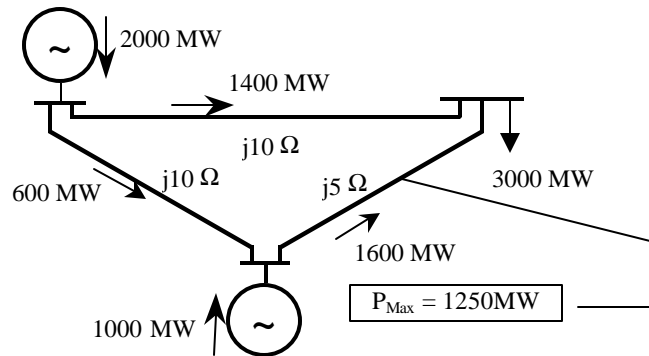 2000 MW
~
1400 MW
j10 Ω
j10 Ω
j5 Ω
600 MW
3000 MW
1600 MW
P_Max = 1250MW
1000 MW
~